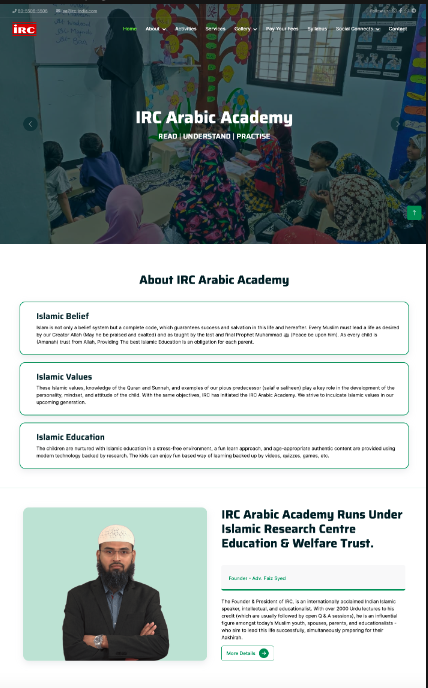 iRC
Home About Activities Services Gallery Pay Your Fees Syllabus Social Connects Contact
IRC Arabic Academy
READ | UNDERSTAND | PRACTISE
About IRC Arabic Academy
Islamic Belief
Islam is not only a belief system but a complete code, which guarantees success and salvation in this life and hereafter. Every Muslim must lead a life as desired
by our Creator Allah (May he be praised and exalted) and as taught by the last and final Prophet Muhammad ﷺ (Peace be upon him). As every child is
(Amanah) trust from Allah, Providing The best Islamic Education is an obligation for each parent.
Islamic Values
These Islamic values, knowledge of the Quran and Sunnah, and examples of our pious predecessor (salaf e saliheen) play a key role in the development of the
personality, mindset, and attitude of the child. With the same objectives, IRC has initiated the IRC Arabic Academy. We strive to inculcate Islamic values in our
upcoming generation.
Islamic Education
The children are nurtured with Islamic education in a stress-free environment, a fun learn approach, and age-appropriate authentic content are provided using
modern technology backed by research. The kids can enjoy fun based way of learning backed up by videos, quizzes, games, etc.
IRC Arabic Academy Runs Under
Islamic Research Centre
Education & Welfare Trust.
Founder - Adv. Faiz Syed
The Founder & President of IRC, is an internationally acclaimed Indian Islamic
speaker, intellectual, and educationalist. With over 2000 Urdu lectures to his
credit (which are usually followed by open Q & A sessions), he is an influential
figure amongst today's Muslim youth, spouses, parents, and educationalists -
who aim to lead this life successfully, simultaneously preparing for their
Aakhirah.
More Details